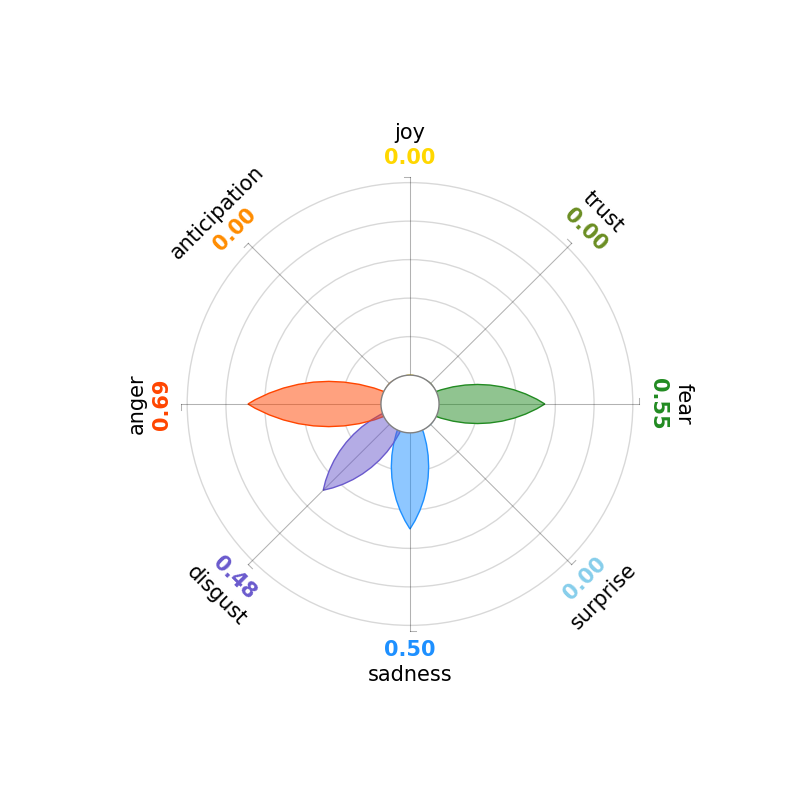 joy
0.00
trust
0.00
fear
0.55
surprise
0.00
sadness
0.50
disgust
0.48
anger
0.69
anticipation
0.00